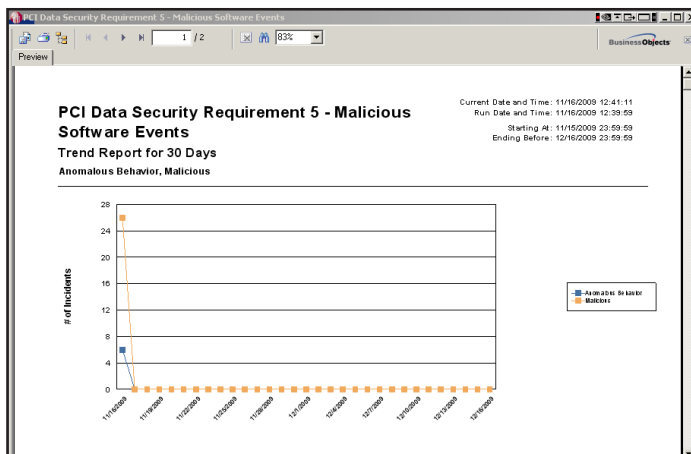 PCI Data Security Requirement 5 - Malicious Software Events
1 / 2
83%
BusinessObjects
Preview
PCI Data Security Requirement 5 - Malicious
Software Events
Trend Report for 30 Days
Anomalous Behavior, Malicious
Current Date and Time: 11/16/2009 12:41:11
Run Date and Time: 11/16/2009 12:39:59
Starting At: 11/15/2009 23:59:59
Ending Before: 12/16/2009 23:59:59
# of Incidents
28
24
20
16
12
8
4
0
11/16/2009
11/19/2009
11/22/2009
11/25/2009
11/28/2009
12/1/2009
12/4/2009
12/7/2009
12/10/2009
12/13/2009
12/16/2009
Anomalous Behavior
Malicious